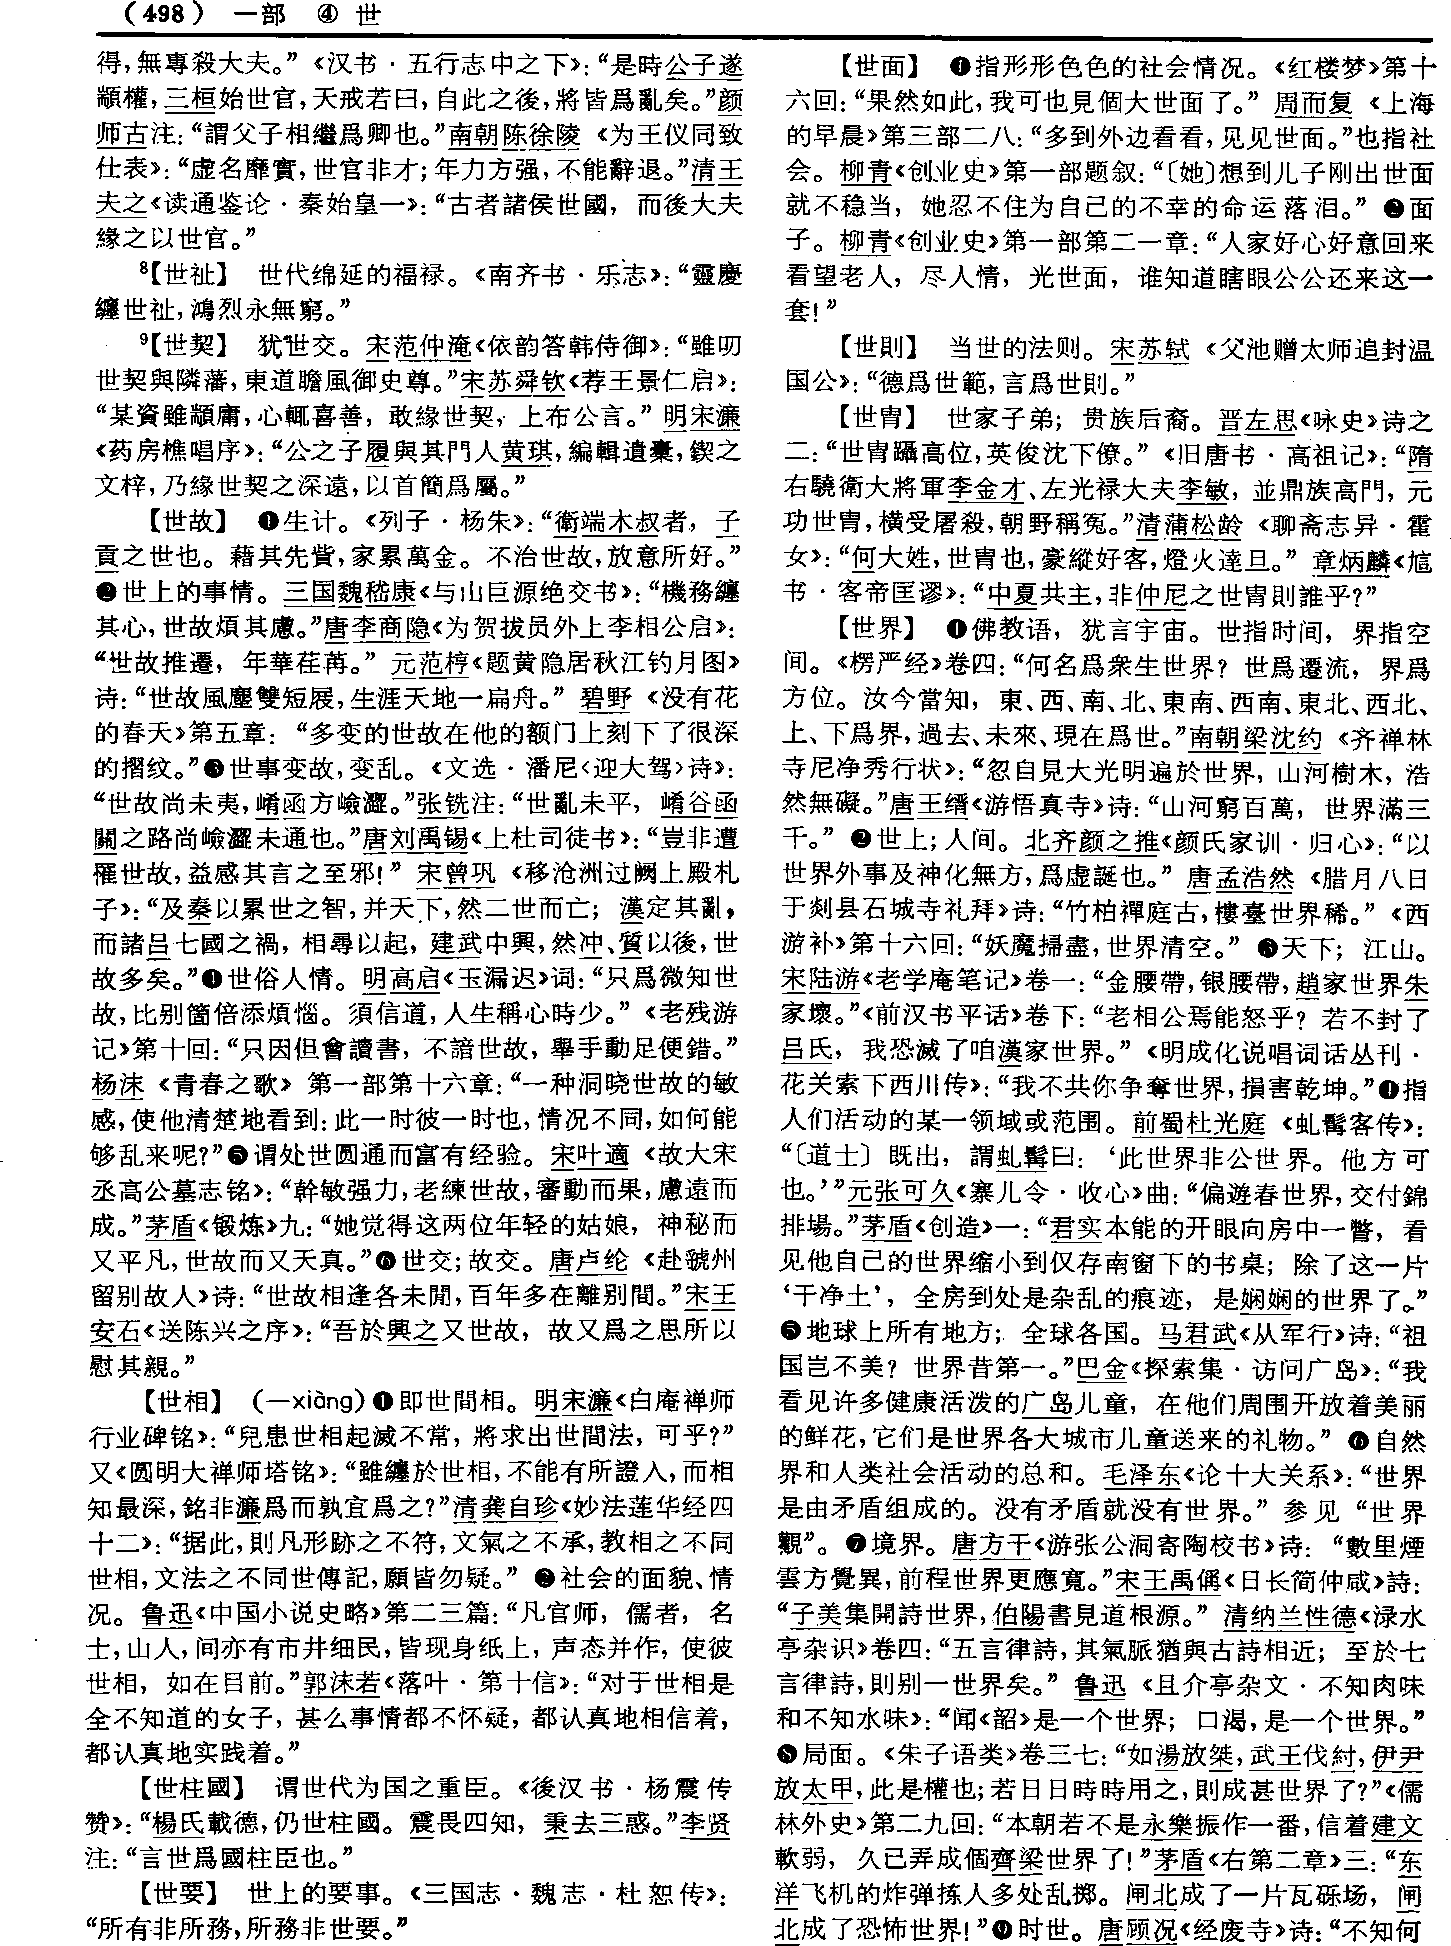 （498） 一部 ④ 世
得，無專殺大夫。”《汉书·五行志中之下》：“是時公子遂
顓權，三桓始世官，天戒若曰，自此之後，將皆爲亂矣。”颜
师古注：“謂父子相繼爲卿也。”南朝陈徐陵《为王仪同致
仕表》：“虚名靡實，世官非才；年力方强，不能辭退。”清王
夫之《读通鉴论·秦始皇一》：“古者諸侯世國，而後大夫
緣之以世官。”
8【世祉】 世代绵延的福禄。《南齐书·乐志》：“靈慶
纏世祉，鴻烈永無窮。”
9【世契】 犹世交。宋范仲淹《依韵答韩侍御》：“雖叨
世契與隣藩，東道瞻風御史尊。”宋苏舜钦《荐王景仁启》：
“某資雖顓庸，心輒喜善，敢緣世契，上布公言。”明宋濂
《药房樵唱序》：“公之子履與其門人黄琪，編輯遺橐，鍥之
文梓，乃緣世契之深遠，以首簡爲屬。”
【世故】 ❶生计。《列子·杨朱》：“衛端木叔者，子
貢之世也。藉其先貲，家累萬金。不治世故，放意所好。”
❷世上的事情。三国魏嵇康《与山巨源绝交书》：“機務纏
其心，世故煩其慮。”唐李商隐《为贺拔员外上李相公启》：
“世故推遷，年華荏苒。”元范梈《题黄隐居秋江钓月图》
诗：“世故風塵雙短屐，生涯天地一扁舟。”碧野《没有花
的春天》第五章：“多变的世故在他的额门上刻下了很深
的摺纹。”❸世事变故，变乱。《文选·潘尼〈迎大驾〉诗》：
“世故尚未夷，崤函方嶮澀。”张铣注：“世亂未平，崤谷函
關之路尚嶮澀未通也。”唐刘禹锡《上杜司徒书》：“豈非遭
罹世故，益感其言之至邪！”宋曾巩《移沧洲过阙上殿札
子》：“及秦以累世之智，并天下，然二世而亡；漢定其亂，
而諸吕七國之禍，相尋以起，建武中興，然冲、質以後，世
故多矣。”❹世俗人情。明高启《玉漏迟》词：“只爲微知世
故，比别箇倍添煩惱。須信道，人生稱心時少。”《老残游
记》第十回：“只因但會讀書，不諳世故，舉手動足便錯。”
杨沫《青春之歌》第一部第十六章：“一种洞晓世故的敏
感，使他清楚地看到：此一时彼一时也，情况不同，如何能
够乱来呢？”❺谓处世圆通而富有经验。宋叶適《故大宋
丞高公墓志铭》：“幹敏强力，老練世故，審動而果，慮遠而
成。”茅盾《锻炼》九：“她觉得这两位年轻的姑娘，神秘而
又平凡，世故而又天真。”❻世交；故交。唐卢纶《赴虢州
留别故人》诗：“世故相逢各未閒，百年多在離别間。”宋王
安石《送陈兴之序》：“吾於興之又世故，故又爲之思所以
慰其親。”
【世相】 （—xiàng）❶即世間相。明宋濂《白庵禅师
行业碑铭》：“兒患世相起滅不常，將求出世間法，可乎？”
又《圆明大禅师塔铭》：“雖纏於世相，不能有所證入，而相
知最深，銘非濂爲而孰宜爲之？”清龚自珍《妙法莲华经四
十二》：“据此，則凡形跡之不符，文氣之不承，教相之不同
世相，文法之不同世傳記，願皆勿疑。”❷社会的面貌、情
况。鲁迅《中国小说史略》第二三篇：“凡官师，儒者，名
士，山人，间亦有市井细民，皆现身纸上，声态并作，使彼
世相，如在目前。”郭沫若《落叶·第十信》：“对于世相是
全不知道的女子，甚么事情都不怀疑，都认真地相信着，
都认真地实践着。”
【世柱國】 谓世代为国之重臣。《後汉书·杨震传
赞》：“楊氏載德，仍世柱國。震畏四知，秉去三惑。”李贤
注：“言世爲國柱臣也。”
【世要】 世上的要事。《三国志·魏志·杜恕传》：
“所有非所務，所務非世要。”
【世面】 ❶指形形色色的社会情况。《红楼梦》第十
六回：“果然如此，我可也見個大世面了。”周而复《上海
的早晨》第三部二八：“多到外边看看，见见世面。”也指社
会。柳青《创业史》第一部题叙：“〔她〕想到儿子刚出世面
就不稳当，她忍不住为自己的不幸的命运落泪。”❷面
子。柳青《创业史》第一部第二一章：“人家好心好意回来
看望老人，尽人情，光世面，谁知道瞎眼公公还来这一
套！”
【世則】 当世的法则。宋苏轼《父池赠太师追封温
国公》：“德爲世範，言爲世則。”
【世冑】 世家子弟；贵族后裔。晋左思《咏史》诗之
二：“世冑躡高位，英俊沈下僚。”《旧唐书·高祖记》：“隋
右驍衛大將軍李金才、左光禄大夫李敏，並鼎族高門，元
功世冑，横受屠殺，朝野稱冤。”清蒲松龄《聊斋志异·霍
女》：“何大姓，世冑也，豪縱好客，燈火達旦。”章炳麟《訄
书·客帝匡谬》：“中夏共主，非仲尼之世冑則誰乎？”
【世界】 ❶佛教语，犹言宇宙。世指时间，界指空
间。《楞严经》卷四：“何名爲衆生世界？世爲遷流，界爲
方位。汝今當知，東、西、南、北、東南、西南、東北、西北、
上、下爲界，過去、未來、現在爲世。”南朝梁沈约《齐禅林
寺尼净秀行状》：“忽自見大光明遍於世界，山河樹木，浩
然無礙。”唐王缙《游悟真寺》诗：“山河窮百萬，世界滿三
千。”❷世上；人间。北齐颜之推《颜氏家训·归心》：“以
世界外事及神化無方，爲虚誕也。”唐孟浩然《腊月八日
于剡县石城寺礼拜》诗：“竹柏禪庭古，樓臺世界稀。”《西
游补》第十六回：“妖魔掃盡，世界清空。”❸天下；江山。
宋陆游《老学庵笔记》卷一：“金腰帶，银腰帶，趙家世界朱
家壞。”《前汉书平话》卷下：“老相公焉能怒乎？若不封了
吕氏，我恐滅了咱漢家世界。”《明成化说唱词话丛刊·
花关索下西川传》：“我不共你争奪世界，損害乾坤。”❹指
人们活动的某一领域或范围。前蜀杜光庭《虬髯客传》：
“〔道士〕既出，謂虬髯曰：‘此世界非公世界。他方可
也。’”元张可久《寨儿令·收心》曲：“偏遊春世界，交付錦
排場。”茅盾《创造》一：“君实本能的开眼向房中一瞥，看
见他自己的世界缩小到仅存南窗下的书桌；除了这一片
‘干净土’，全房到处是杂乱的痕迹，是娴娴的世界了。”
❺地球上所有地方；全球各国。马君武《从军行》诗：“祖
国岂不美？世界昔第一。”巴金《探索集·访问广岛》：“我
看见许多健康活泼的广岛儿童，在他们周围开放着美丽
的鲜花，它们是世界各大城市儿童送来的礼物。”❻自然
界和人类社会活动的总和。毛泽东《论十大关系》：“世界
是由矛盾组成的。没有矛盾就没有世界。”参见“世界
觀”。❼境界。唐方干《游张公洞寄陶校书》诗：“數里煙
雲方覺異，前程世界更應寬。”宋王禹偁《日长简仲咸》詩：
“子美集開詩世界，伯陽書見道根源。”清纳兰性德《渌水
亭杂识》卷四：“五言律詩，其氣脈猶與古詩相近；至於七
言律詩，則别一世界矣。”鲁迅《且介亭杂文·不知肉味
和不知水味》：“闻《韶》是一个世界；口渴，是一个世界。”
❽局面。《朱子语类》卷三七：“如湯放桀，武王伐紂，伊尹
放太甲，此是權也；若日日時時用之，則成甚世界了？”《儒
林外史》第二九回：“本朝若不是永樂振作一番，信着建文
軟弱，久已弄成個齊梁世界了！”茅盾《右第二章》三：“东
洋飞机的炸弹拣人多处乱掷。闸北成了一片瓦砾场，闸
北成了恐怖世界！”❾时世。唐顾况《经废寺》诗：“不知何